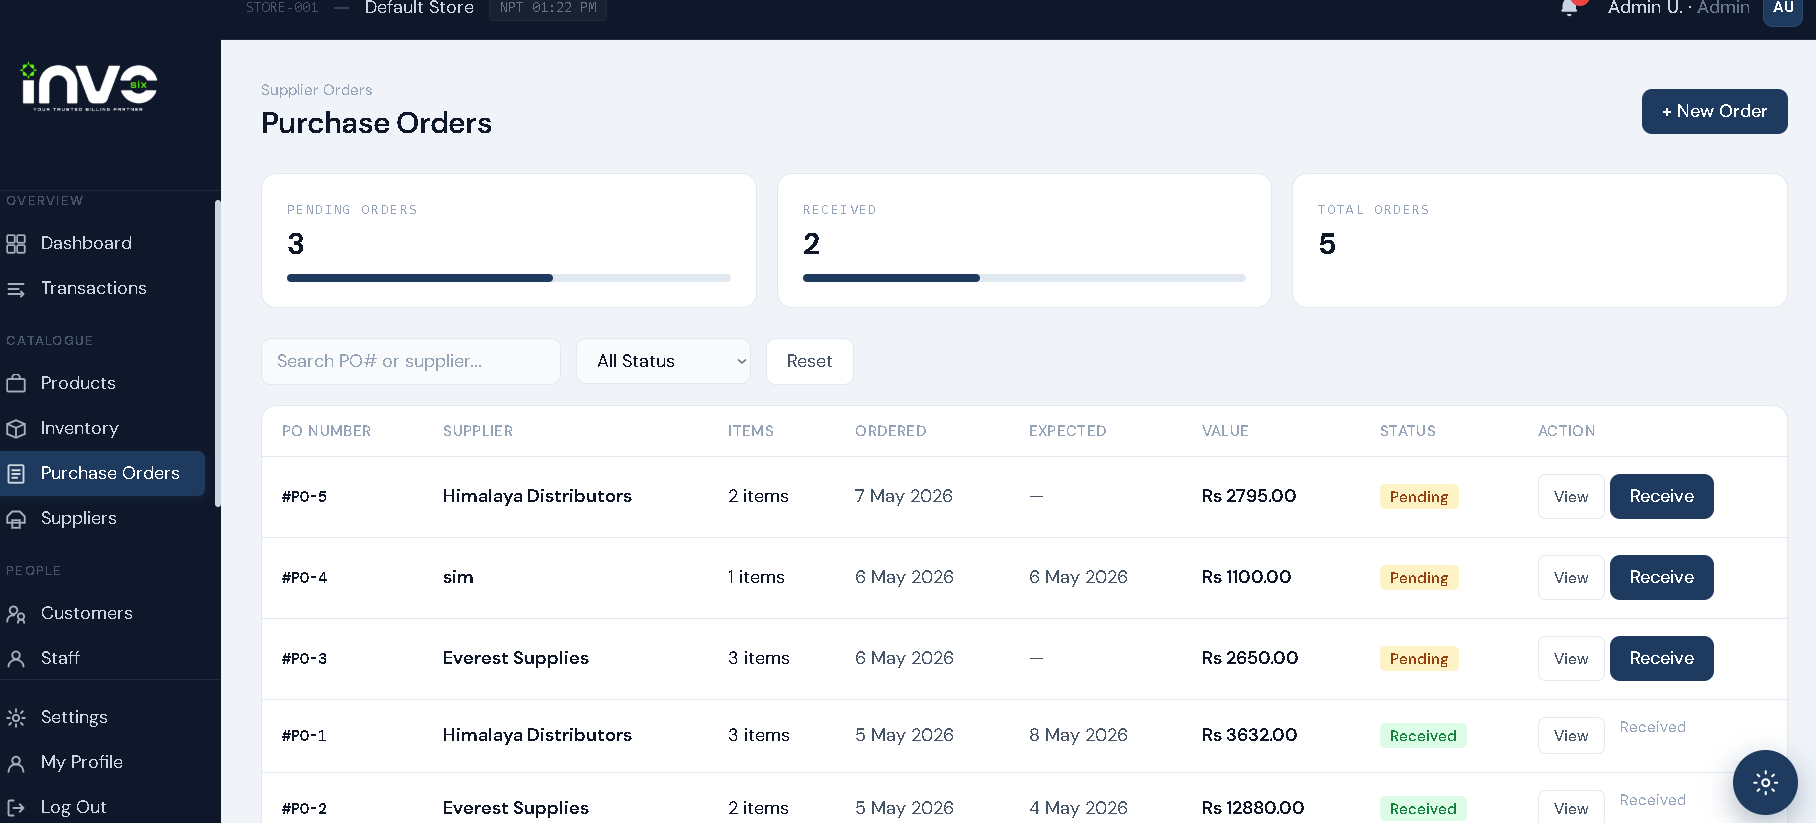 STORE-001 — Default Store NPT 01:22 PM
Admin U. · Admin AU
invo six
YOUR TRUSTED BILLING PARTNER
OVERVIEW
Dashboard
Transactions
CATALOGUE
Products
Inventory
Purchase Orders
Suppliers
PEOPLE
Customers
Staff
Settings
My Profile
Log Out
Supplier Orders
Purchase Orders
+ New Order
PENDING ORDERS
3
RECEIVED
2
TOTAL ORDERS
5
Search PO# or supplier... All Status Reset
PO NUMBER SUPPLIER ITEMS ORDERED EXPECTED VALUE STATUS ACTION
#PO-5 Himalaya Distributors 2 items 7 May 2026 — Rs 2795.00 Pending View Receive
#PO-4 sim 1 items 6 May 2026 6 May 2026 Rs 1100.00 Pending View Receive
#PO-3 Everest Supplies 3 items 6 May 2026 — Rs 2650.00 Pending View Receive
#PO-1 Himalaya Distributors 3 items 5 May 2026 8 May 2026 Rs 3632.00 Received View Received
#PO-2 Everest Supplies 2 items 5 May 2026 4 May 2026 Rs 12880.00 Received View Received